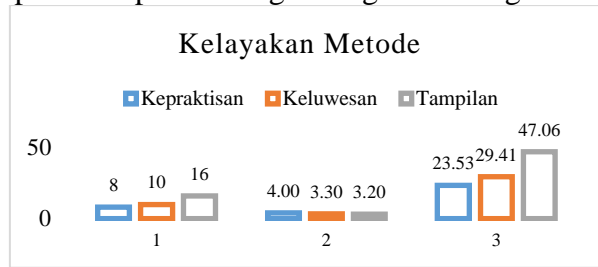 Kelayakan Metode
Kepraktisan Keluwesan Tampilan
50
0
8 10 16
4.00 3.30 3.20
23.53 29.41 47.06
1 2 3